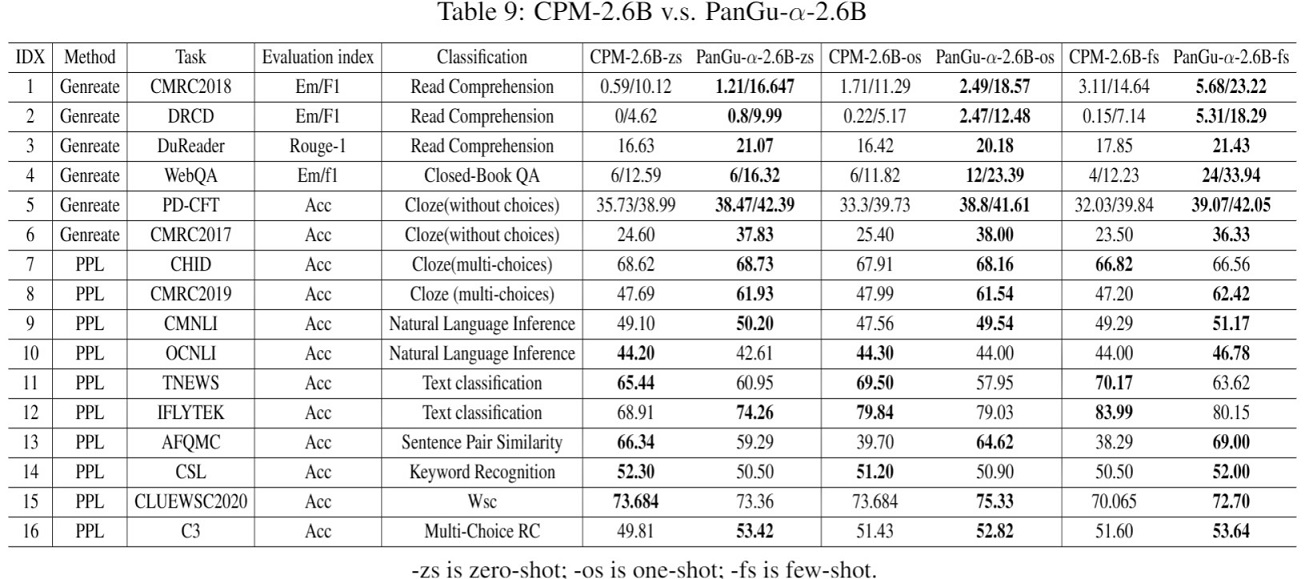 Table 9: CPM-2.6B v.s. PanGu-α-2.6B
IDX Method Task Evaluation index Classification CPM-2.6B-zs PanGu-α-2.6B-zs CPM-2.6B-os PanGu-α-2.6B-os CPM-2.6B-fs PanGu-α-2.6B-fs
1 Genreate CMRC2018 Em/F1 Read Comprehension 0.59/10.12 1.21/16.647 1.71/11.29 2.49/18.57 3.11/14.64 5.68/23.22
2 Genreate DRCD Em/F1 Read Comprehension 0/4.62 0.8/9.99 0.22/5.17 2.47/12.48 0.15/7.14 5.31/18.29
3 Genreate DuReader Rouge-1 Read Comprehension 16.63 21.07 16.42 20.18 17.85 21.43
4 Genreate WebQA Em/f1 Closed-Book QA 6/12.59 6/16.32 6/11.82 12/23.39 4/12.23 24/33.94
5 Genreate PD-CFT Acc Cloze(without choices) 35.73/38.99 38.47/42.39 33.3/39.73 38.8/41.61 32.03/39.84 39.07/42.05
6 Genreate CMRC2017 Acc Cloze(without choices) 24.60 37.83 25.40 38.00 23.50 36.33
7 PPL CHID Acc Cloze(multi-choices) 68.62 68.73 67.91 68.16 66.82 66.56
8 PPL CMRC2019 Acc Cloze (multi-choices) 47.69 61.93 47.99 61.54 47.20 62.42
9 PPL CMNLI Acc Natural Language Inference 49.10 50.20 47.56 49.54 49.29 51.17
10 PPL OCNLI Acc Natural Language Inference 44.20 42.61 44.30 44.00 44.00 46.78
11 PPL TNEWS Acc Text classification 65.44 60.95 69.50 57.95 70.17 63.62
12 PPL IFLYTEK Acc Text classification 68.91 74.26 79.84 79.03 83.99 80.15
13 PPL AFQMC Acc Sentence Pair Similarity 66.34 59.29 39.70 64.62 38.29 69.00
14 PPL CSL Acc Keyword Recognition 52.30 50.50 51.20 50.90 50.50 52.00
15 PPL CLUEWSC2020 Acc Wsc 73.684 73.36 73.684 75.33 70.065 72.70
16 PPL C3 Acc Multi-Choice RC 49.81 53.42 51.43 52.82 51.60 53.64
-zs is zero-shot; -os is one-shot; -fs is few-shot.